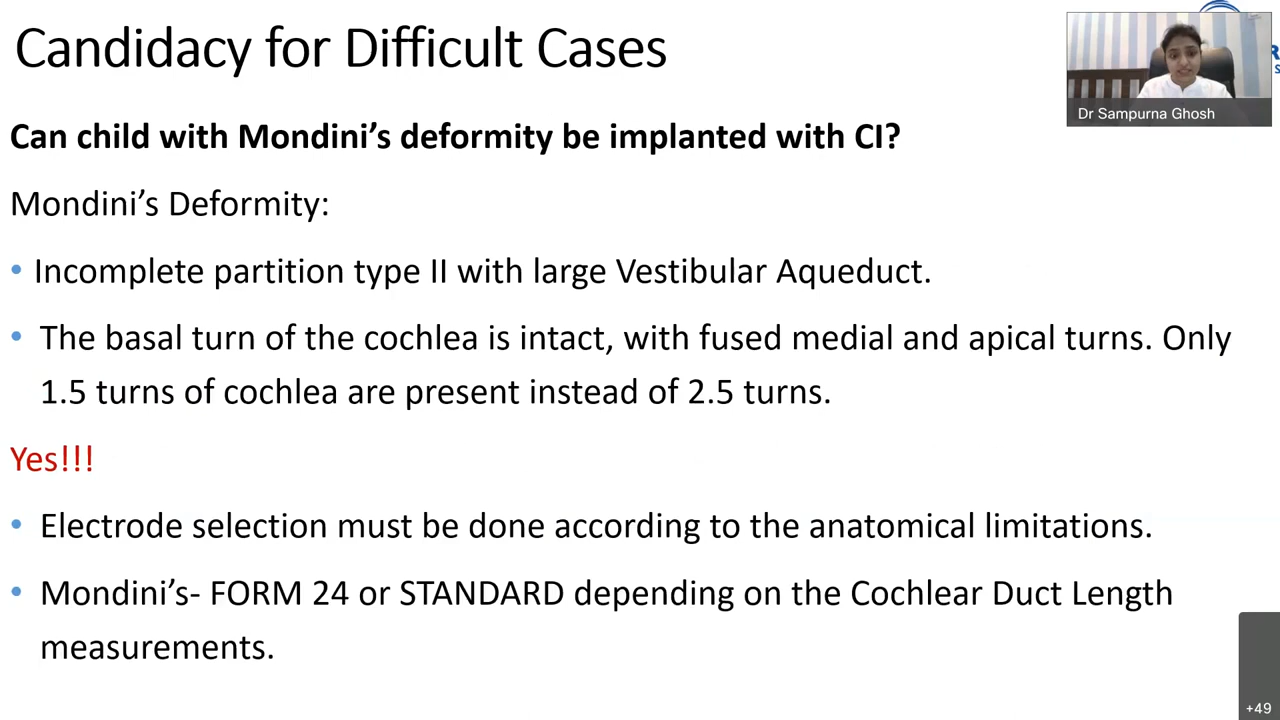 Candidacy for Difficult Cases
R
S
Dr Sampurna Ghosh
Can child with Mondini’s deformity be implanted with CI?
Mondini’s Deformity:
• Incomplete partition type II with large Vestibular Aqueduct.
• The basal turn of the cochlea is intact, with fused medial and apical turns. Only
1.5 turns of cochlea are present instead of 2.5 turns.
Yes!!!
• Electrode selection must be done according to the anatomical limitations.
• Mondini’s- FORM 24 or STANDARD depending on the Cochlear Duct Length
measurements.
+49